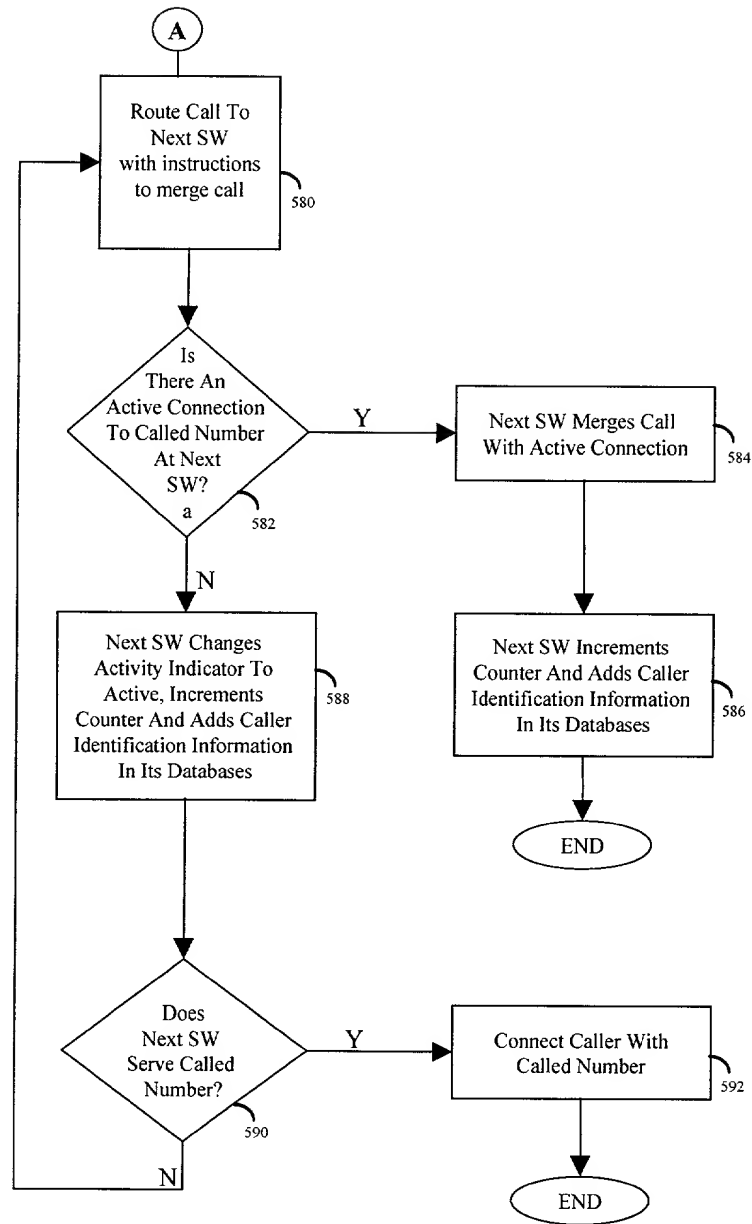 A
Route Call To
Next SW
with instructions
to merge call
580
Is
There An
Active Connection
To Called Number
At Next
SW?
a
582
Y
Next SW Merges Call
With Active Connection
584
N
Next SW Changes
Activity Indicator To
Active, Increments
Counter And Adds Caller
Identification Information
In Its Databases
588
Next SW Increments
Counter And Adds Caller
Identification Information
In Its Databases
586
END
Does
Next SW
Serve Called
Number?
590
Y
Connect Caller With
Called Number
592
N
END